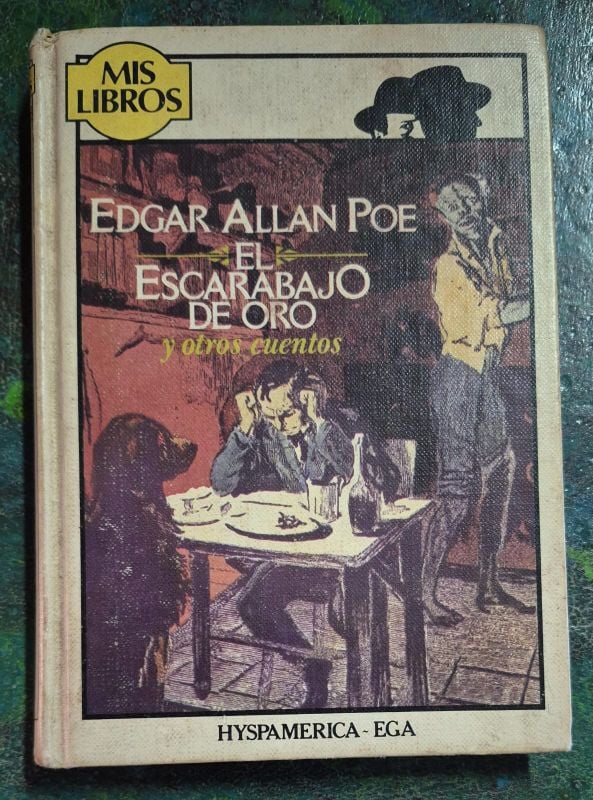 MIS
LIBROS
EDGAR ALLAN POE
EL
ESCARABAJO
DE ORO
y otros cuentos
HYSPAMERICA-EGA